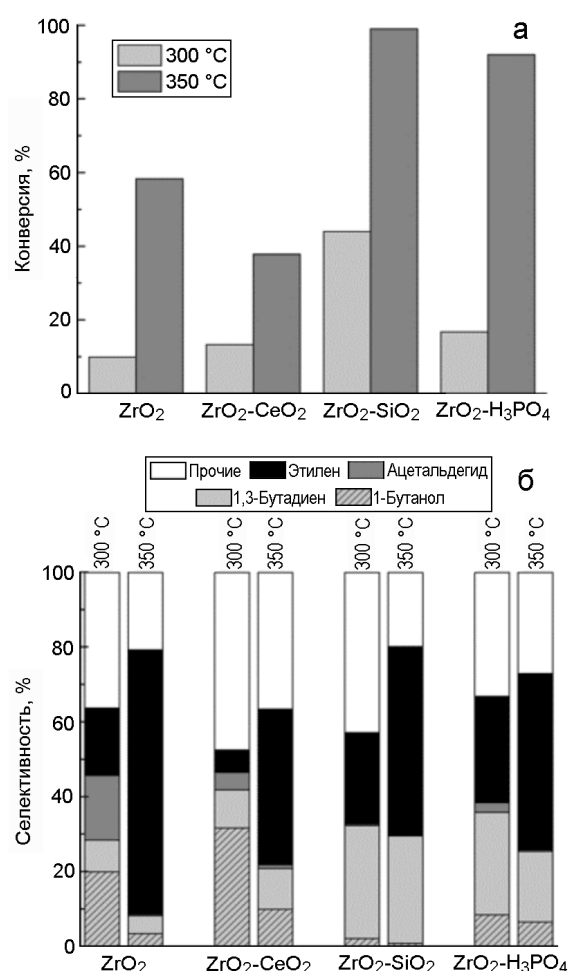 а
100
80
60
40
20
0
Конверсия, %
300 °C
350 °C
ZrO₂
ZrO₂-CeO₂
ZrO₂-SiO₂
ZrO₂-H₃PO₄
б
Прочие Этилен Ацетальдегид
1,3-Бутадиен 1-Бутанол
300 °C
350 °C
300 °C
350 °C
300 °C
350 °C
300 °C
350 °C
100
80
60
40
20
0
Селективность, %
ZrO₂
ZrO₂-CeO₂
ZrO₂-SiO₂
ZrO₂-H₃PO₄